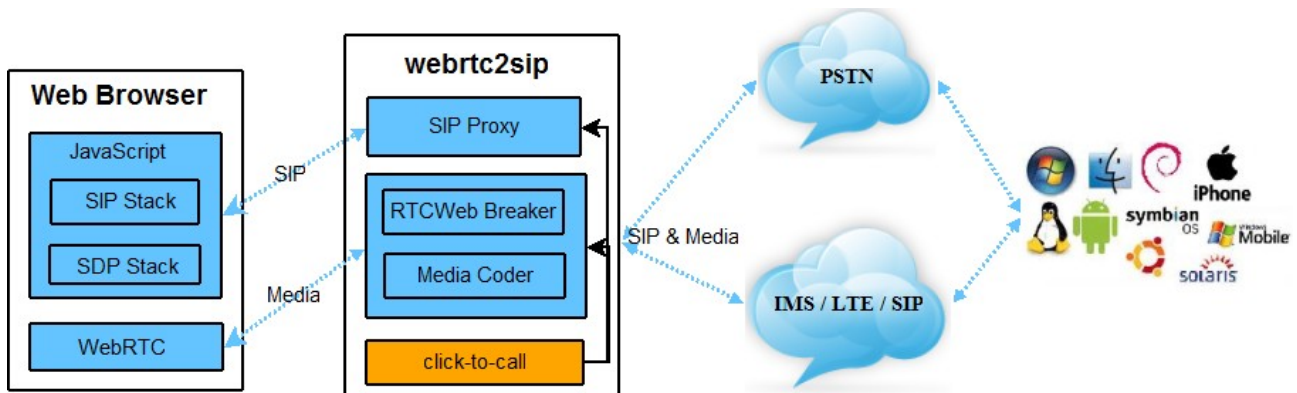 Web Browser
JavaScript
SIP Stack
SDP Stack
WebRTC
SIP
Media
webrtc2sip
SIP Proxy
RTCWeb Breaker
Media Coder
click-to-call
SIP & Media
PSTN
IMS / LTE / SIP
iPhone
symbian
OS
Windows
Mobile
solaris